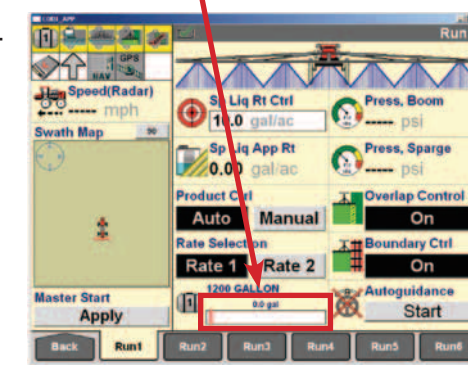 Run
1
GPS
NAV
Speed(Radar)
----- mph
Swath Map
Sp Liq Rt Ctrl
10.0 gal/ac
Press, Boom
----- psi
Sp Liq App Rt
0.00 gal/ac
Press, Sparge
----- psi
Product Ctrl
Auto Manual
Overlap Control
On
Rate Selection
Rate 1 Rate 2
Boundary Ctrl
On
1200 GALLON
1
0.0 gal
Autoguidance
Start
Master Start
Apply
Back Run1 Run2 Run3 Run4 Run5 Run6